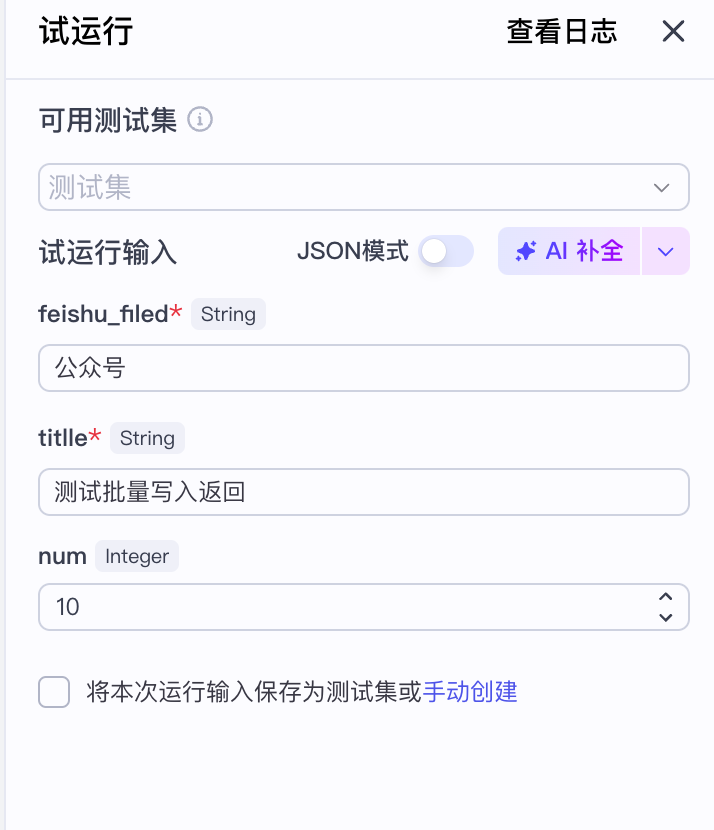 试运行 查看日志
可用测试集
测试集
试运行输入 JSON模式 AI 补全
feishu_filed* String
公众号
titlle* String
测试批量写入返回
num Integer
10
将本次运行输入保存为测试集或手动创建